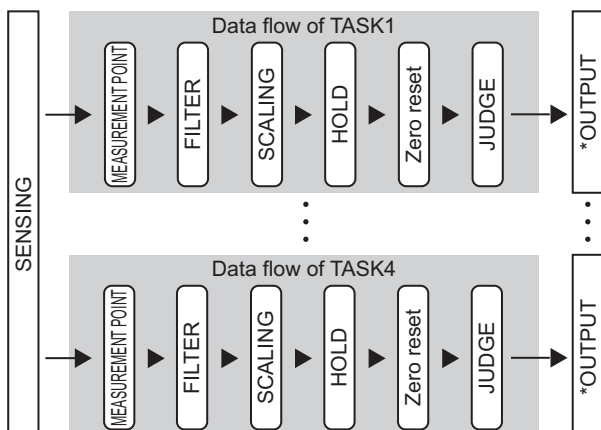 SENSING
Data flow of TASK1
MEASUREMENT POINT
FILTER
SCALING
HOLD
Zero reset
JUDGE
*OUTPUT
Data flow of TASK4
MEASUREMENT POINT
FILTER
SCALING
HOLD
Zero reset
JUDGE
*OUTPUT